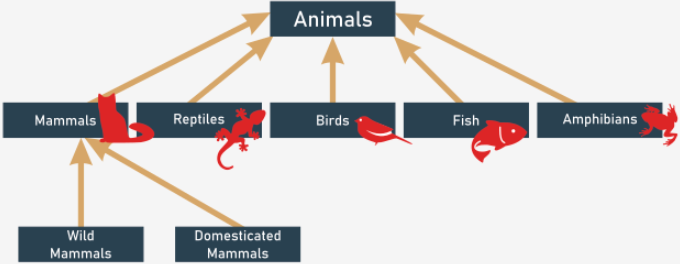 Animals
Mammals
Reptiles
Birds
Fish
Amphibians
Wild
Mammals
Domesticated
Mammals